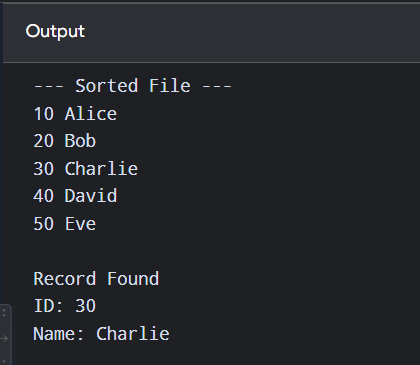 Output
--- Sorted File ---
10 Alice
20 Bob
30 Charlie
40 David
50 Eve
Record Found
ID: 30
Name: Charlie